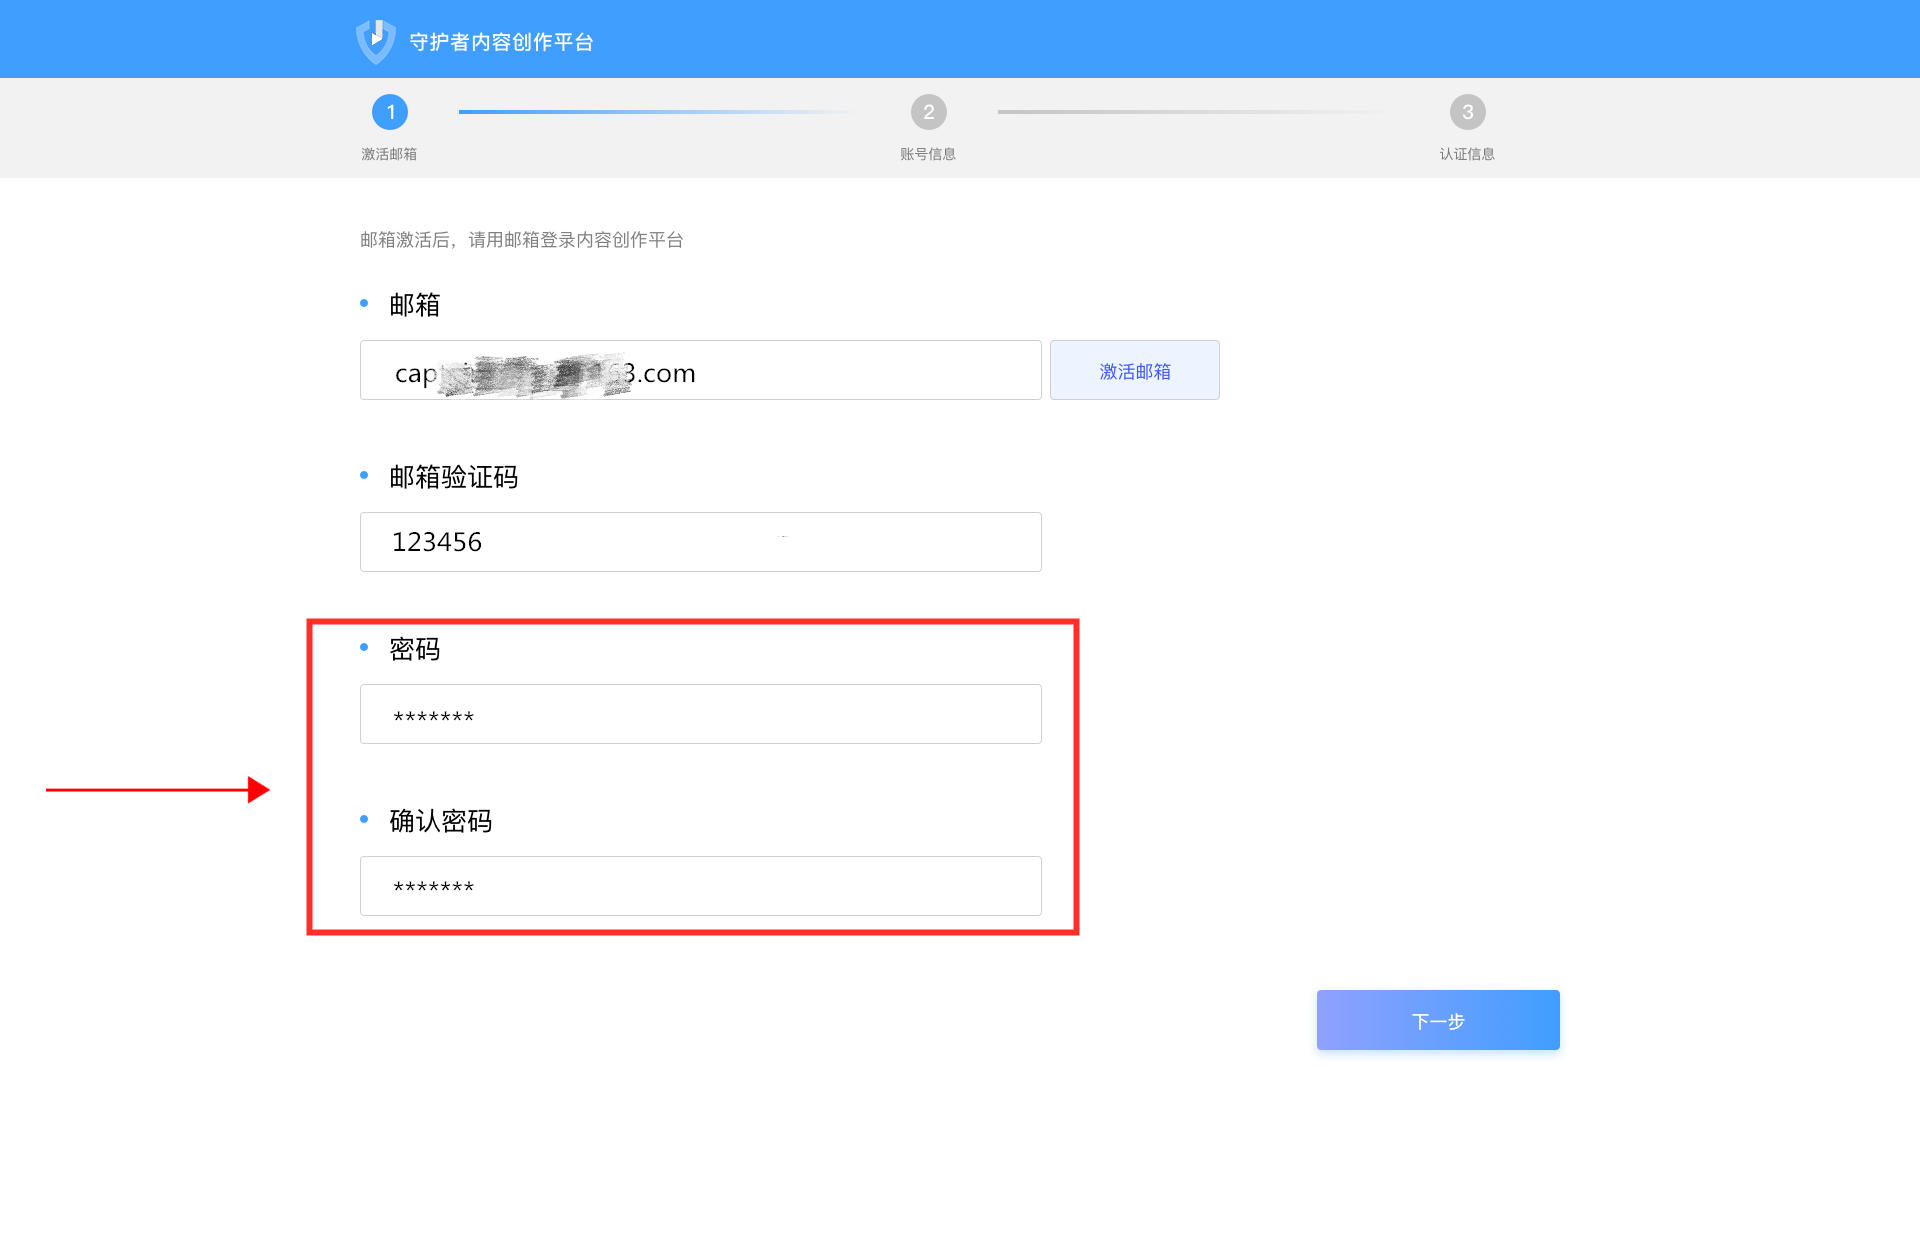 守护者内容创作平台
1 2 3
激活邮箱 账号信息 认证信息
邮箱激活后，请用邮箱登录内容创作平台
邮箱
cap 3.com 激活邮箱
邮箱验证码
123456
密码
*******
确认密码
*******
下一步